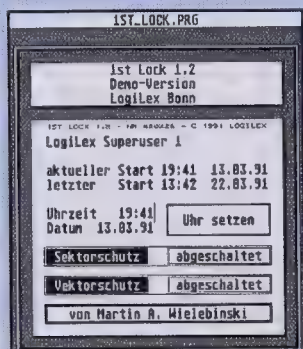 1ST_LOCK.PRG
1st Lock 1.2
Demo-Version
LogiLex Bonn
1ST LOCK 1.2 - © 1991 LOGILEX
LogiLex Superuser 1
aktueller Start 19:41 13.03.91
letzter Start 13:42 22.03.91
Uhrzeit 19:41
Datum 13.03.91
Uhr setzen
Sektorschutz abgeschaltet
Vektorschutz abgeschaltet
von Martin A. Wielebinski